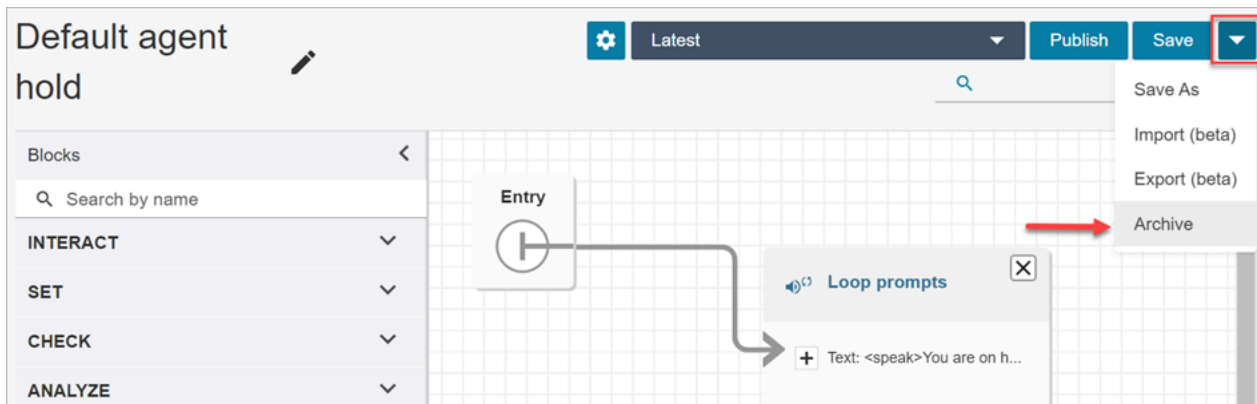 Default agent
hold
Latest
Publish
Save
Save As
Import (beta)
Export (beta)
Archive
Blocks
Search by name
INTERACT
SET
CHECK
ANALYZE
Entry
Loop prompts
Text: <speak>You are on h...